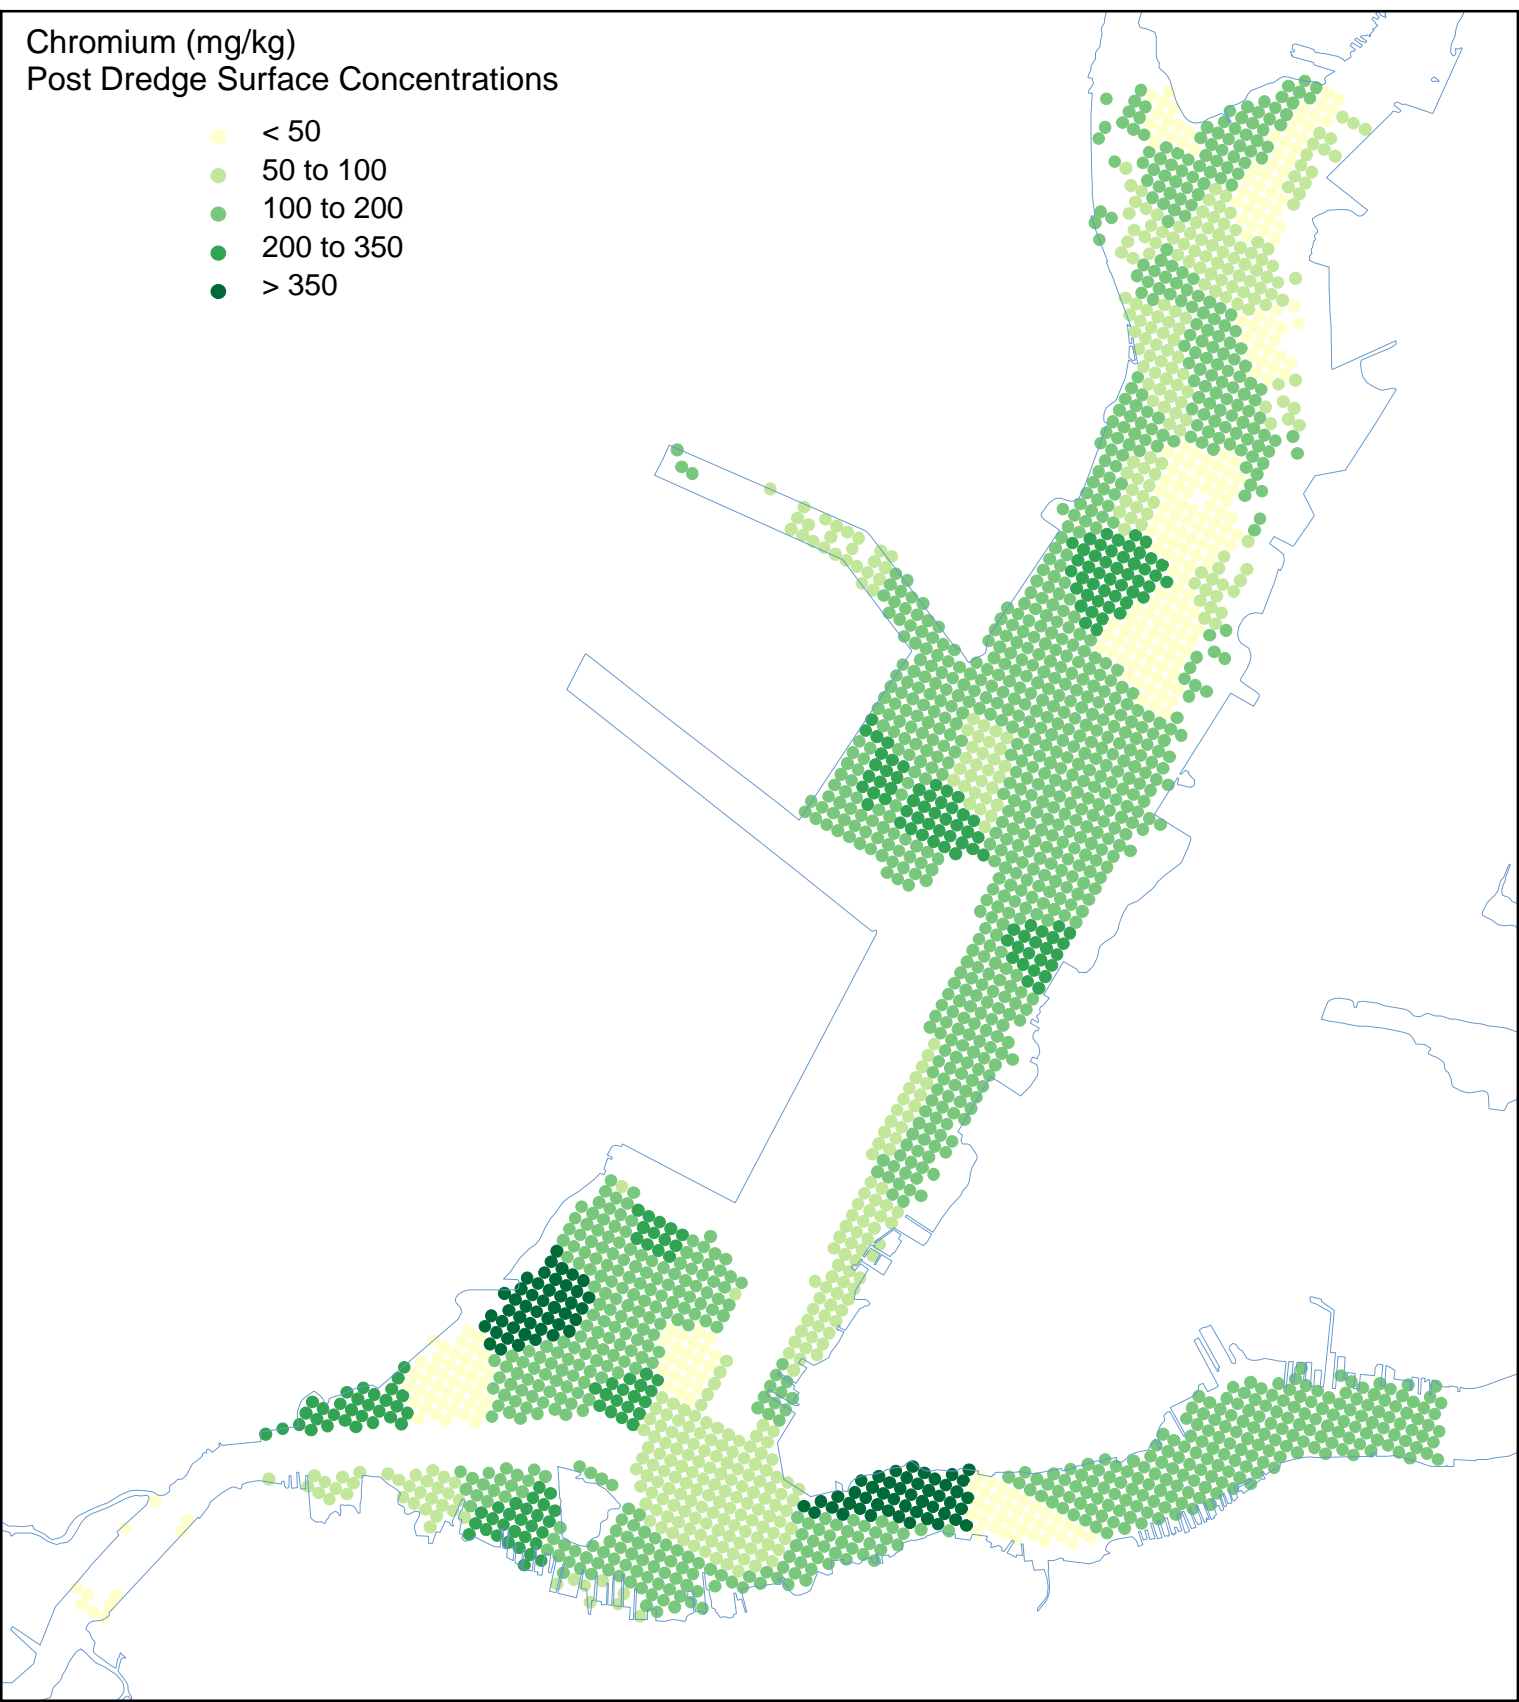 Chromium (mg/kg)
Post Dredge Surface Concentrations
< 50
50 to 100
100 to 200
200 to 350
> 350